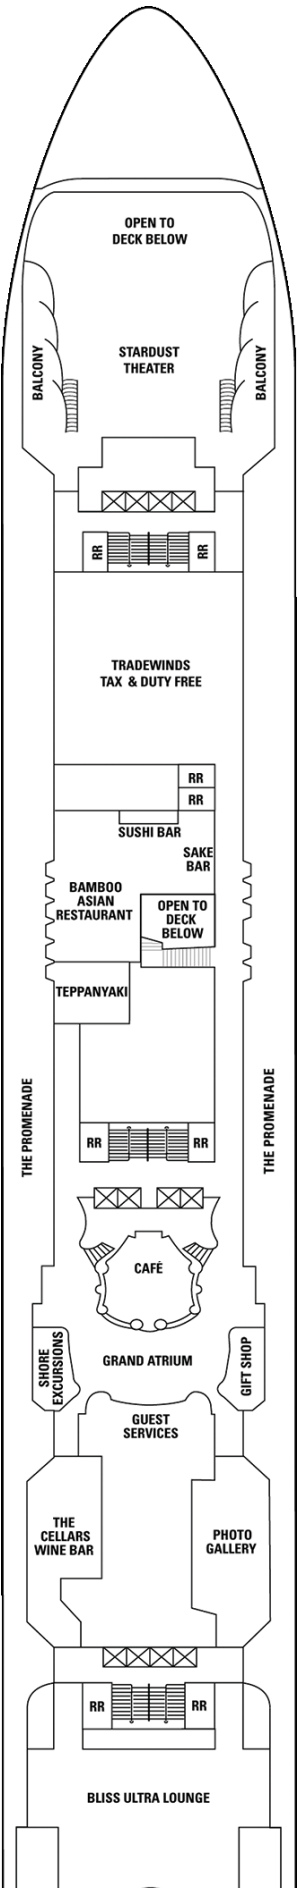 OPEN TO
DECK BELOW
BALCONY
STARDUST
THEATER
BALCONY
RR
RR
TRADEWINDS
TAX & DUTY FREE
RR
RR
SUSHI BAR
SAKE
BAR
BAMBOO
ASIAN
RESTAURANT
OPEN TO
DECK
BELOW
TEPPANYAKI
THE PROMENADE
THE PROMENADE
RR
RR
CAFÉ
SHORE
EXCURSIONS
GRAND ATRIUM
GIFT SHOP
GUEST
SERVICES
THE
CELLARS
WINE BAR
PHOTO
GALLERY
RR
RR
BLISS ULTRA LOUNGE